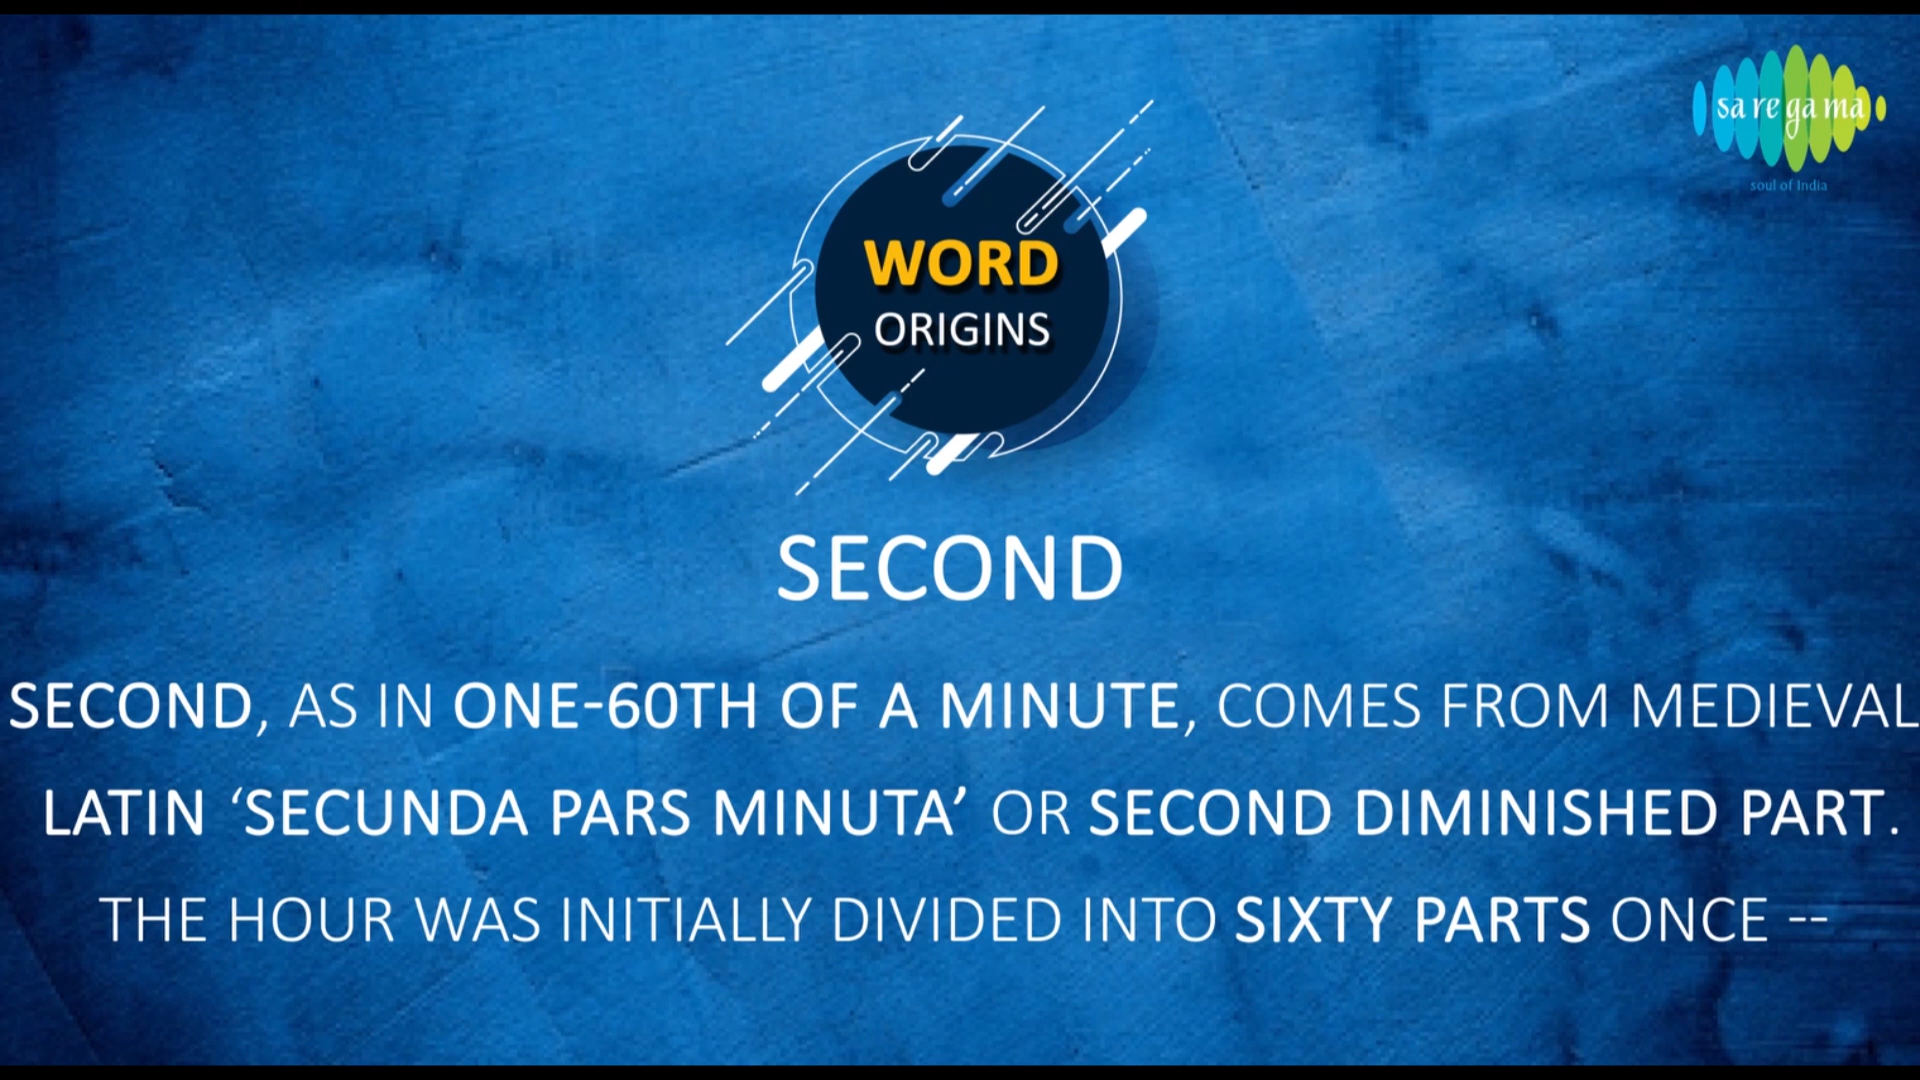 sa re ga ma
soul of India
WORD
ORIGINS
SECOND
SECOND, AS IN ONE-60TH OF A MINUTE, COMES FROM MEDIEVAL
LATIN ‘SECUNDA PARS MINUTA’ OR SECOND DIMINISHED PART.
THE HOUR WAS INITIALLY DIVIDED INTO SIXTY PARTS ONCE --